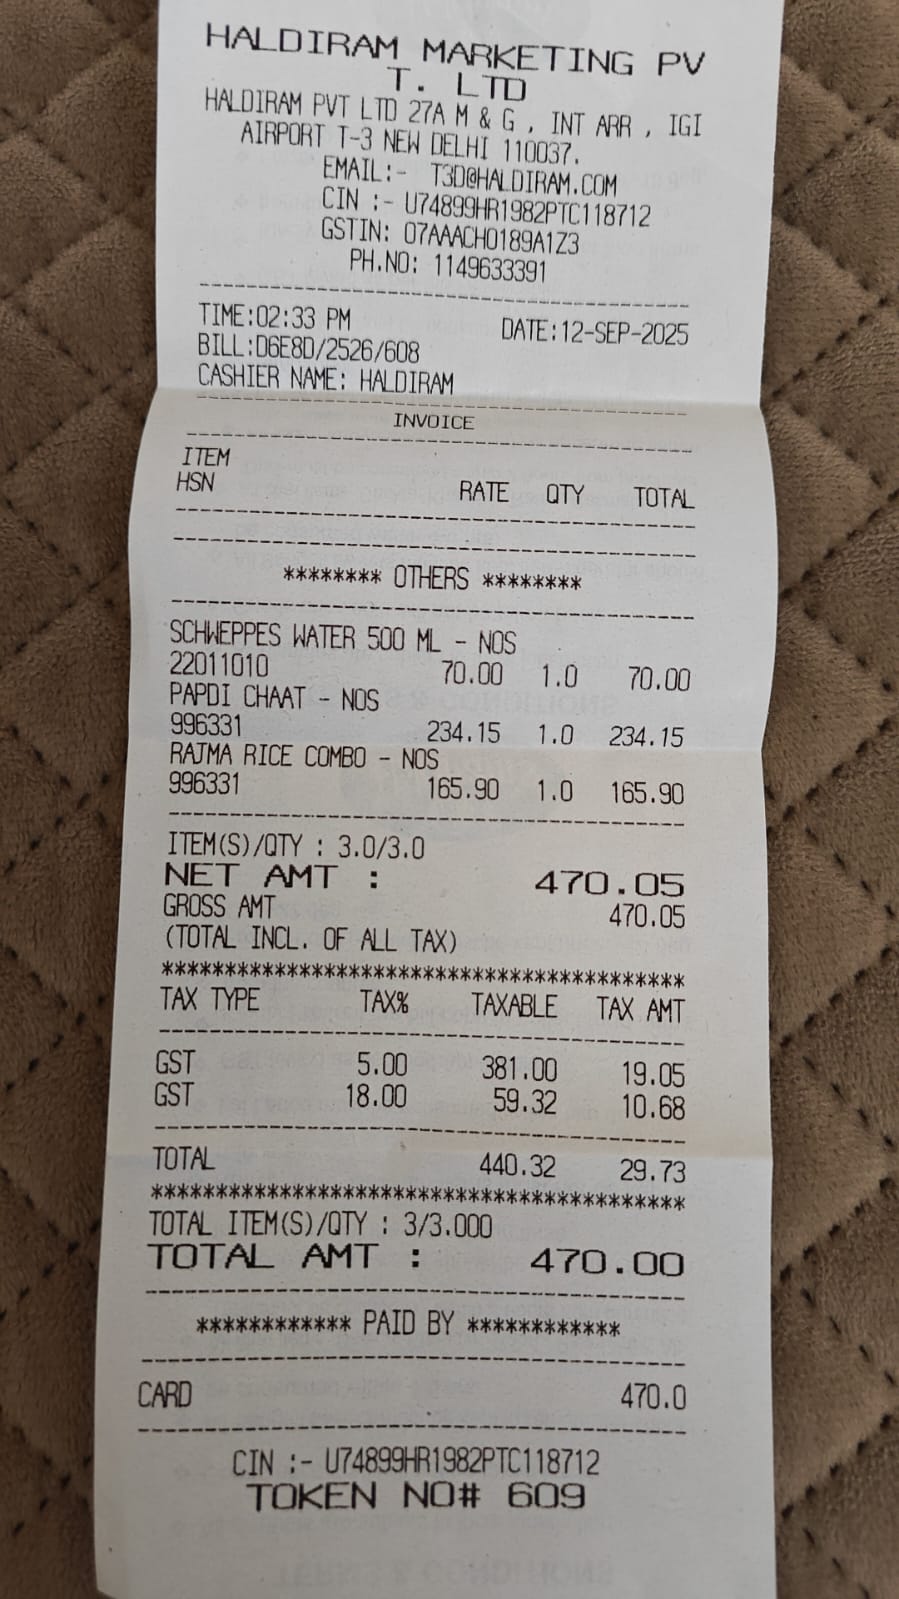 HALDIRAM MARKETING PV
T. LTD
HALDIRAM PVT LTD 27A M & G , INT ARR , IGI
AIRPORT T-3 NEW DELHI 110037.
EMAIL:- T3D@HALDIRAM.COM
CIN :- U74899HR1982PTC118712
GSTIN: 07AAACH0189A1Z3
PH.NO: 1149633391
TIME:02:33 PM DATE:12-SEP-2025
BILL:D6E8D/2526/608
CASHIER NAME: HALDIRAM
INVOICE
ITEM
HSN RATE QTY TOTAL
******** OTHERS ********
SCHWEPPES WATER 500 ML - NOS
22011010 70.00 1.0 70.00
PAPDI CHAAT - NOS
996331 234.15 1.0 234.15
RAJMA RICE COMBO - NOS
996331 165.90 1.0 165.90
ITEM(S)/QTY : 3.0/3.0
NET AMT : 470.05
GROSS AMT 470.05
(TOTAL INCL. OF ALL TAX)
TAX TYPE TAX% TAXABLE TAX AMT
GST 5.00 381.00 19.05
GST 18.00 59.32 10.68
TOTAL 440.32 29.73
TOTAL ITEM(S)/QTY : 3/3.000
TOTAL AMT : 470.00
************ PAID BY ************
CARD 470.0
CIN :- U74899HR1982PTC118712
TOKEN NO# 609